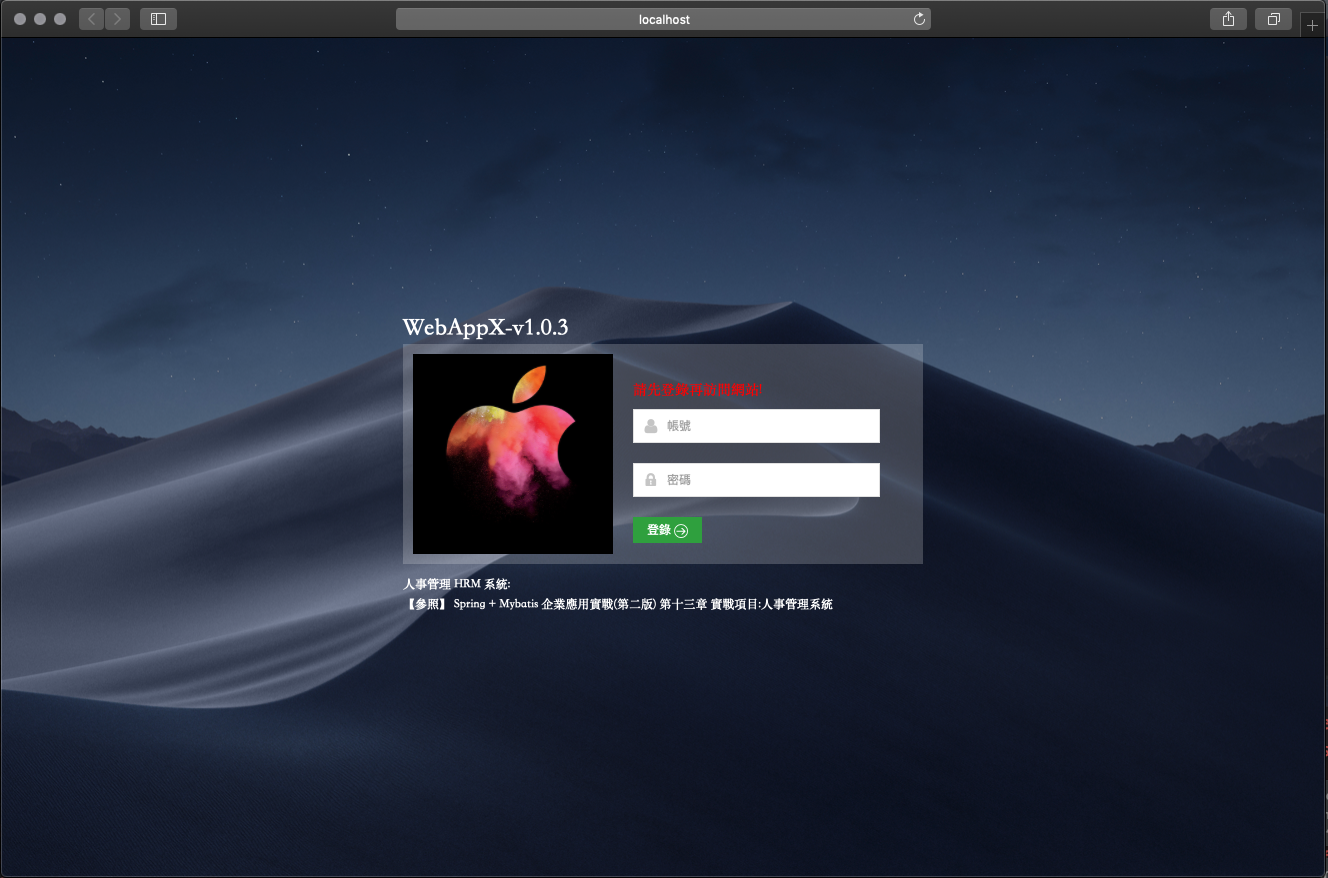 localhost
WebAppX-v1.0.3
請先登錄再訪問網站!
帳號
密碼
登錄
人事管理 HRM 系統:
【參照】 Spring + Mybatis 企業應用實戰(第二版) 第十三章 實戰項目:人事管理系統